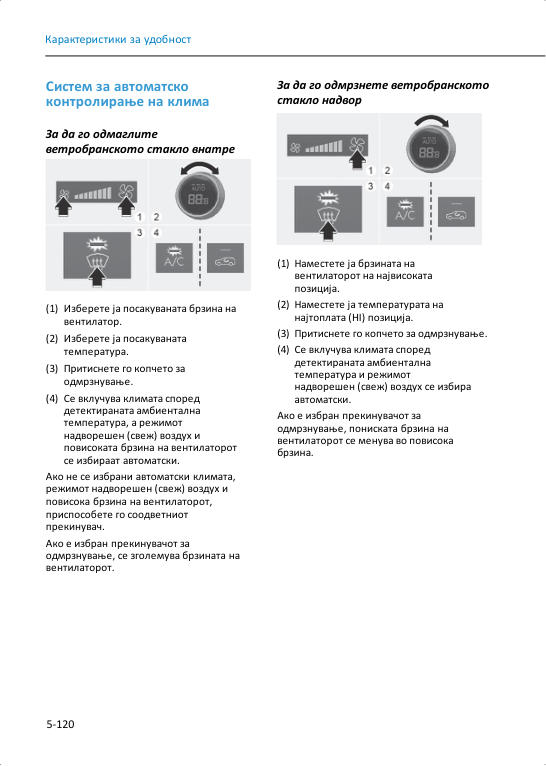 Карактеристики за удобност
Систем за автоматско
контролирање на клима
За да го одмаглите
ветробранското стакло внатре
AUTO
88.8
1 2
3 4
A/C
(1) Изберете ја посакуваната брзина на
вентилатор.
(2) Изберете ја посакуваната
температура.
(3) Притиснете го копчето за
одмрзнување.
(4) Се вклучува климата според
детектираната амбиентална
температура, а режимот
надворешен (свеж) воздух и
повисоката брзина на вентилаторот
се избираат автоматски.
Ако не се избрани автоматски климата,
режимот надворешен (свеж) воздух и
повисока брзина на вентилаторот,
приспособете го соодветниот
прекинувач.
Ако е избран прекинувачот за
одмрзнување, се зголемува брзината на
вентилаторот.
За да го одмрзнете ветробранското
стакло надвор
AUTO
88.8
1 2
3 4
A/C
(1) Наместете ја брзината на
вентилаторот на највисоката
позиција.
(2) Наместете ја температурата на
најтоплата (HI) позиција.
(3) Притиснете го копчето за одмрзнување.
(4) Се вклучува климата според
детектираната амбиентална
температура и режимот
надворешен (свеж) воздух се избира
автоматски.
Ако е избран прекинувачот за
одмрзнување, пониската брзина на
вентилаторот се менува во повисока
брзина.
5-120